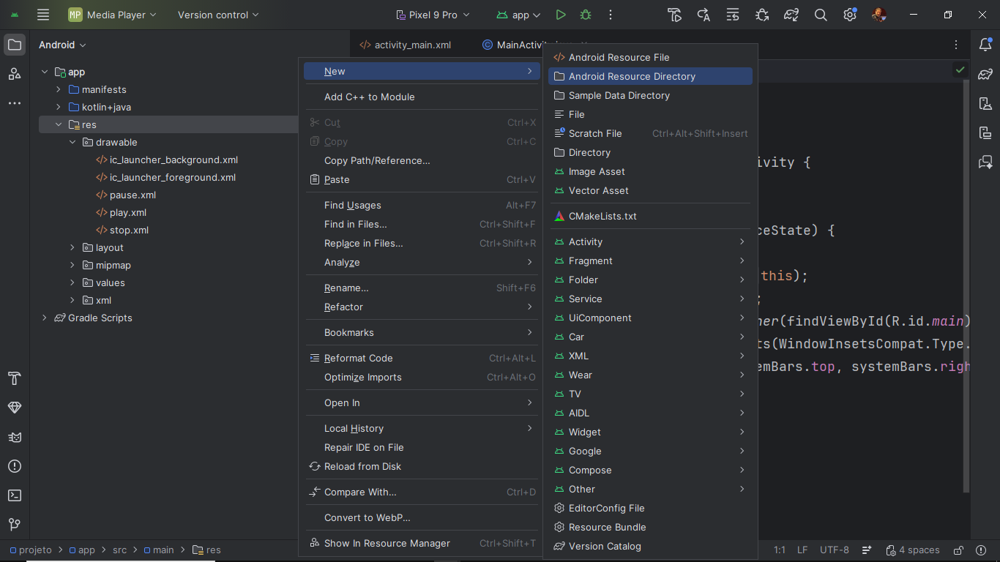 MP Media Player
Version control
Pixel 9 Pro
app
Android
activity_main.xml
app
manifests
kotlin+java
res
drawable
ic_launcher_background.xml
ic_launcher_foreground.xml
pause.xml
play.xml
stop.xml
layout
mipmap
values
xml
Gradle Scripts
New
Add C++ to Module
Cut Ctrl+X
Copy Ctrl+C
Copy Path/Reference...
Paste Ctrl+V
Find Usages Alt+F7
Find in Files... Ctrl+Shift+F
Replace in Files... Ctrl+Shift+R
Analyze
Rename... Shift+F6
Refactor
Bookmarks
Reformat Code Ctrl+Alt+L
Optimize Imports Ctrl+Alt+O
Open In
Local History
Repair IDE on File
Reload from Disk
Compare With... Ctrl+D
Convert to WebP...
Show In Resource Manager Ctrl+Shift+T
Android Resource File
Android Resource Directory
Sample Data Directory
File
Scratch File Ctrl+Alt+Shift+Insert
Directory
Image Asset
Vector Asset
CMakeLists.txt
Activity
Fragment
Folder
Service
UiComponent
Car
XML
Wear
TV
AIDL
Widget
Google
Compose
Other
EditorConfig File
Resource Bundle
Version Catalog
ivity {
ceState) {
this);
;
ner(findViewById(R.id.main)
ts(WindowInsetsCompat.Type.
emBars.top, systemBars.righ
projeto > app > src > main > res
1:1 LF UTF-8 4 spaces